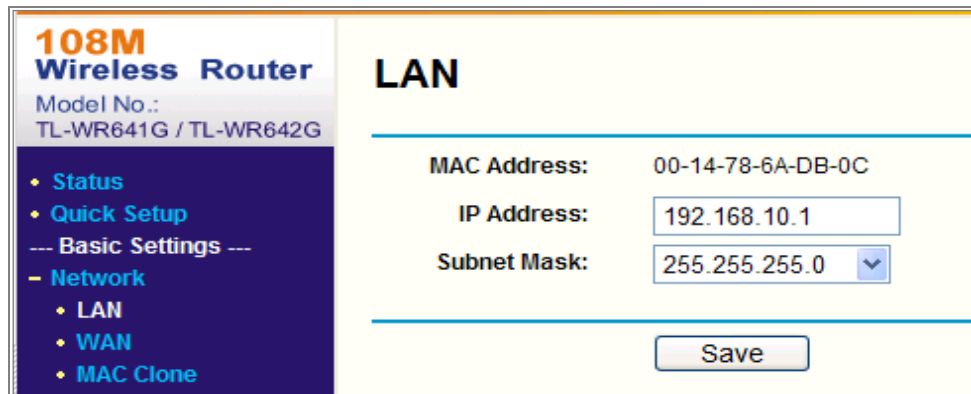 108M
Wireless Router
Model No.:
TL-WR641G / TL-WR642G
• Status
• Quick Setup
--- Basic Settings ---
– Network
• LAN
• WAN
• MAC Clone
LAN
MAC Address: 00-14-78-6A-DB-0C
IP Address: 192.168.10.1
Subnet Mask: 255.255.255.0
Save